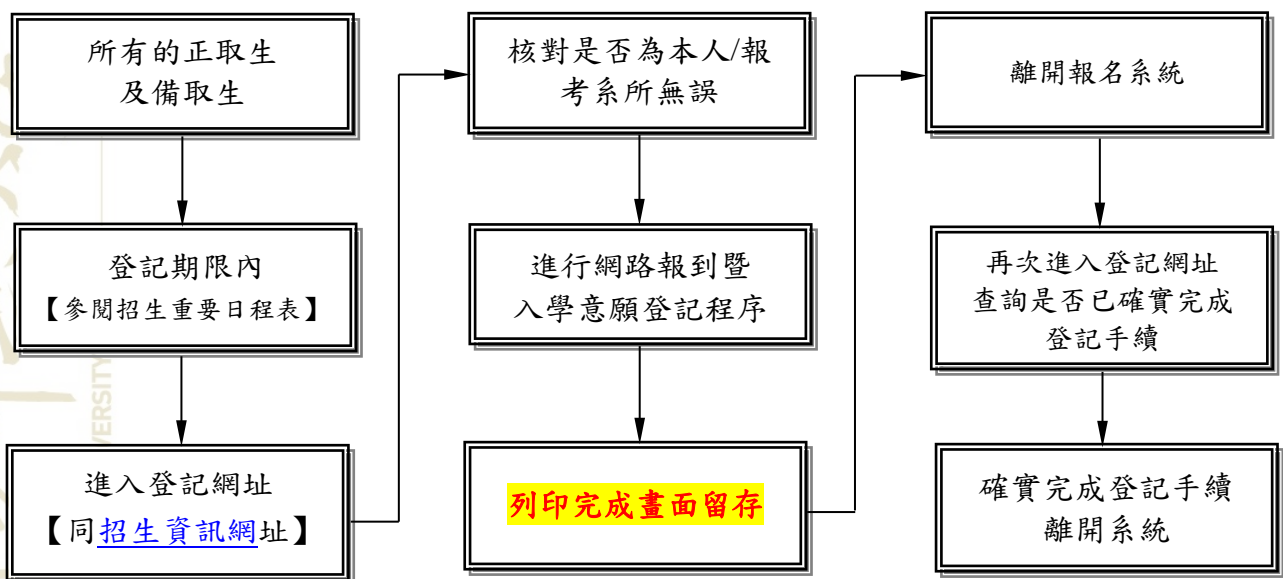 所有的正取生
及備取生
登記期限內
【參閱招生重要日程表】
進入登記網址
【同招生資訊網址】
核對是否為本人/報
考系所無誤
進行網路報到暨
入學意願登記程序
列印完成畫面留存
離開報名系統
再次進入登記網址
查詢是否已確實完成
登記手續
確實完成登記手續
離開系統
VERSITY